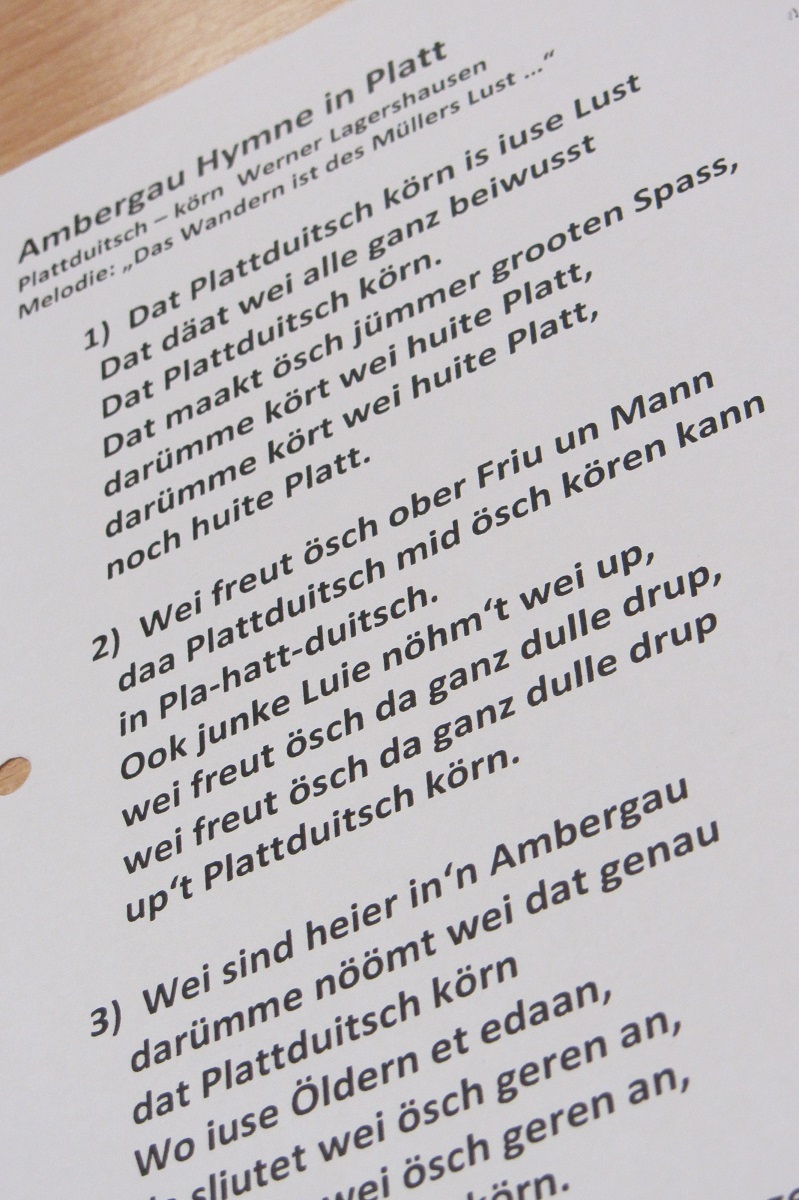 Ambergau Hymne in Platt
Plattduitsch – körn Werner Lagershausen
Melodie: „Das Wandern ist des Müllers Lust ...“
1) Dat Plattduitsch körn is iuse Lust
Dat däat wei alle ganz beiwusst
Dat Plattduitsch körn.
Dat maakt ösch jümmer grooten Spass,
darümme kört wei huite Platt,
darümme kört wei huite Platt,
noch huite Platt.
2) Wei freut ösch ober Friu un Mann
daa Plattduitsch mid ösch kören kann
in Pla-hatt-duitsch.
Ook junke Luie nöhm‘t wei up,
wei freut ösch da ganz dulle drup,
wei freut ösch da ganz dulle drup
up‘t Plattduitsch körn.
3) Wei sind heier in‘n Ambergau
darümme nöömt wei dat genau
dat Plattduitsch körn
Wo iuse Öldern et edaan,
sljutet wei ösch geren an,
wei ösch geren an,
körn.